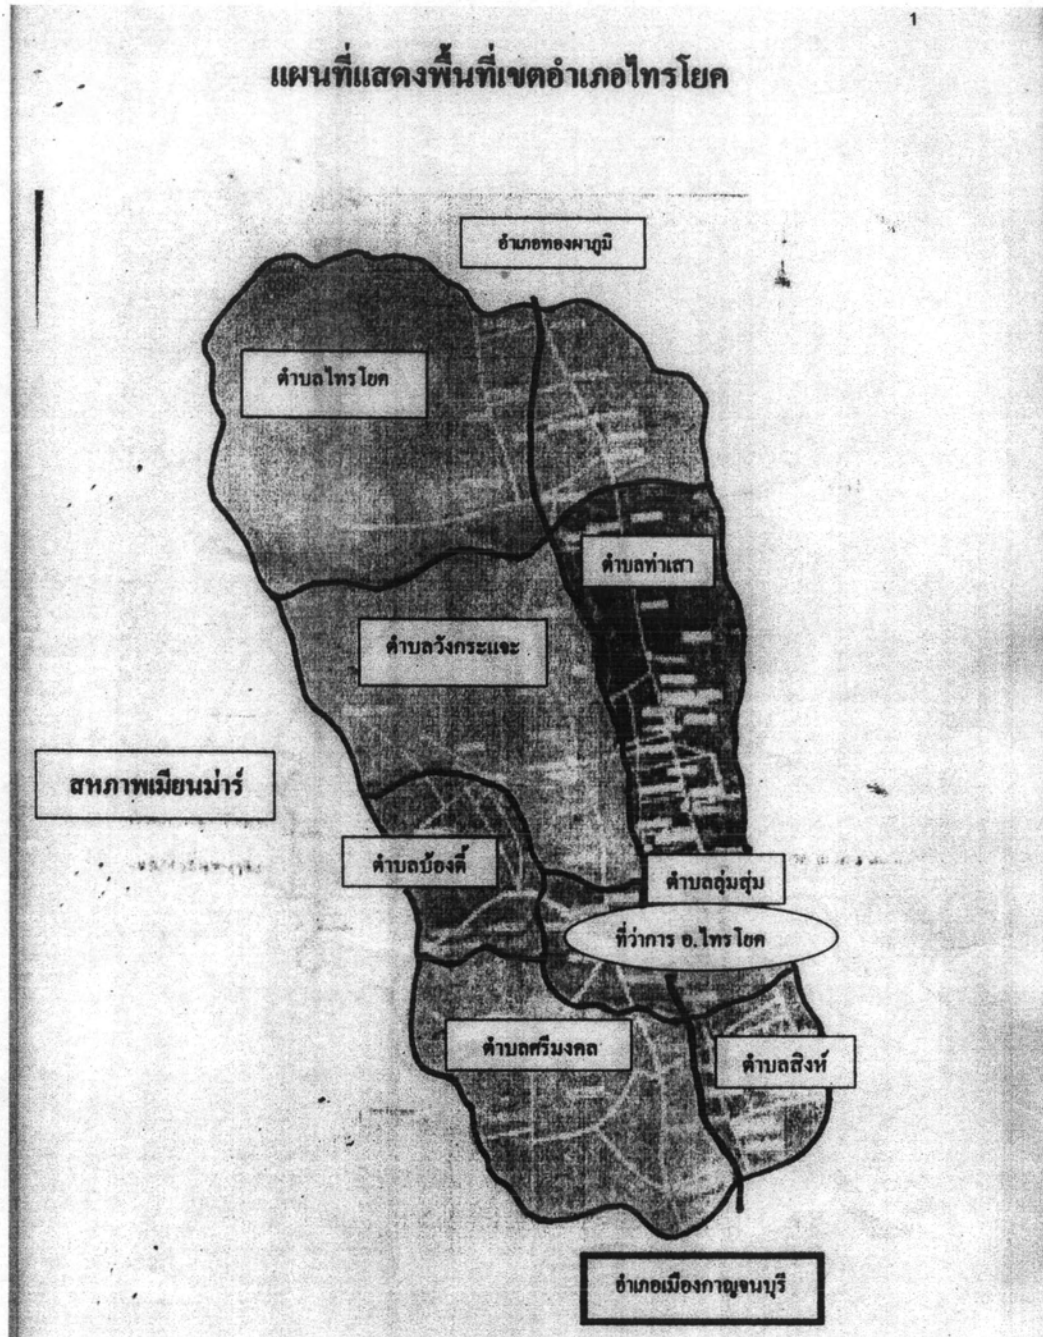 1
แผนที่แสดงพื้นที่เขตอำเภอไทรโยค
อำเภอทองผาภูมิ
ตำบลไทรโยค
ตำบลท่าเสา
ตำบลวังกระแจะ
สหภาพเมียนม่าร์
ตำบลบ้องตี้
ตำบลลุ่มสุ่ม
ที่ว่าการ อ.ไทรโยค
ตำบลศรีมงคล
ตำบลสิงห์
อำเภอเมืองกาญจนบุรี